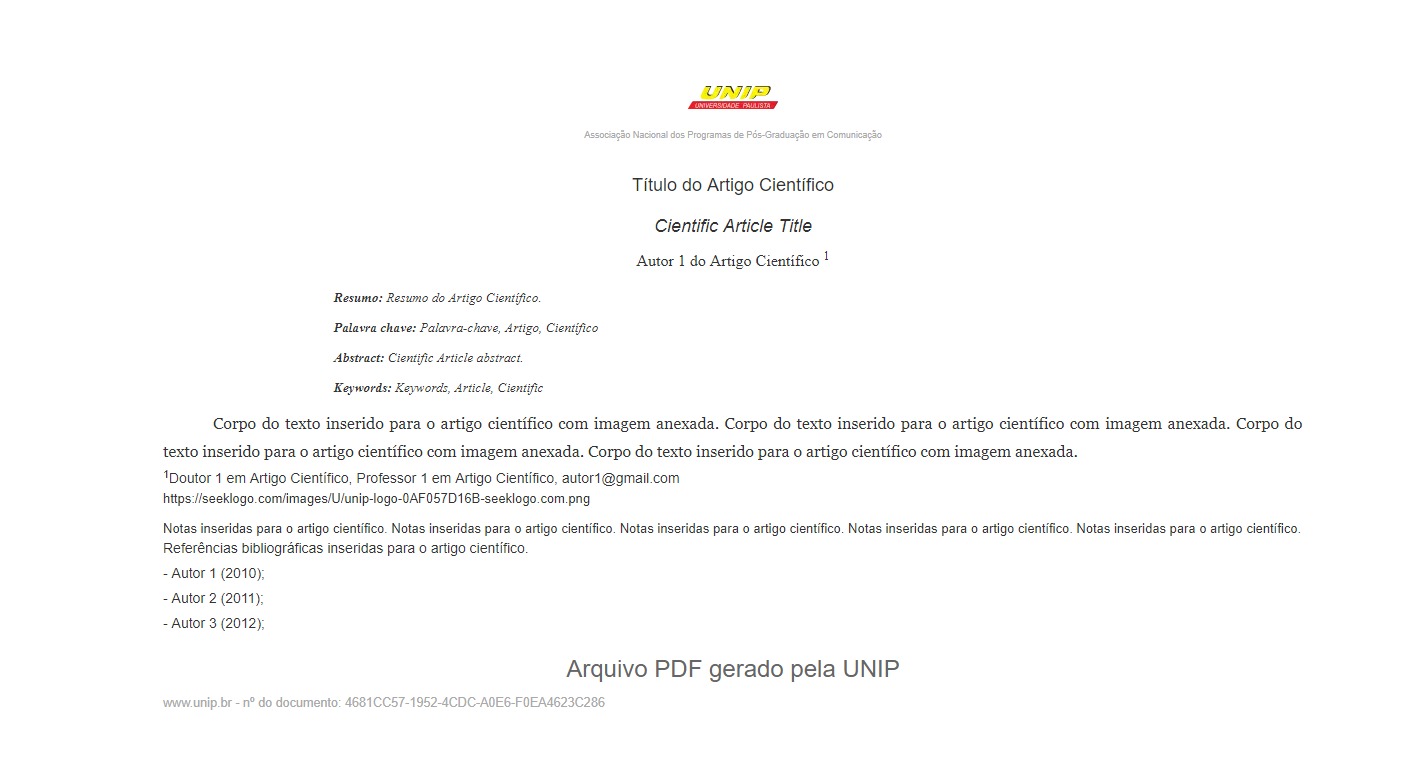 UNIP
UNIVERSIDADE PAULISTA
Associação Nacional dos Programas de Pós-Graduação em Comunicação
Título do Artigo Científico
Cientific Article Title
Autor 1 do Artigo Científico 1
Resumo: Resumo do Artigo Científico.
Palavra chave: Palavra-chave, Artigo, Científico
Abstract: Cientific Article abstract.
Keywords: Keywords, Article, Cientific
Corpo do texto inserido para o artigo científico com imagem anexada. Corpo do texto inserido para o artigo científico com imagem anexada. Corpo do
texto inserido para o artigo científico com imagem anexada. Corpo do texto inserido para o artigo científico com imagem anexada.
1Doutor 1 em Artigo Científico, Professor 1 em Artigo Científico, autor1@gmail.com
https://seeklogo.com/images/U/unip-logo-0AF057D16B-seeklogo.com.png
Notas inseridas para o artigo científico. Notas inseridas para o artigo científico. Notas inseridas para o artigo científico. Notas inseridas para o artigo científico. Notas inseridas para o artigo científico.
Referências bibliográficas inseridas para o artigo científico.
- Autor 1 (2010);
- Autor 2 (2011);
- Autor 3 (2012);
Arquivo PDF gerado pela UNIP
www.unip.br - nº do documento: 4681CC57-1952-4CDC-A0E6-F0EA4623C286